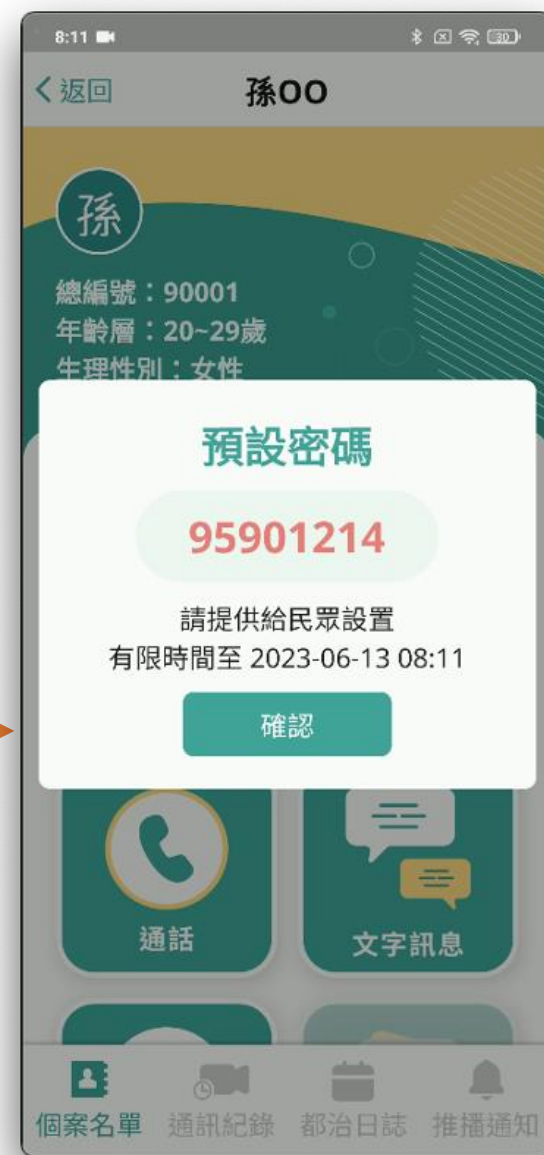 8:11
30
返回
孫OO
孫
總編號：90001
年齡層：20~29歲
生理性別：女性
預設密碼
95901214
請提供給民眾設置
有限時間至 2023-06-13 08:11
確認
通話
文字訊息
個案名單
通訊紀錄
都治日誌
推播通知